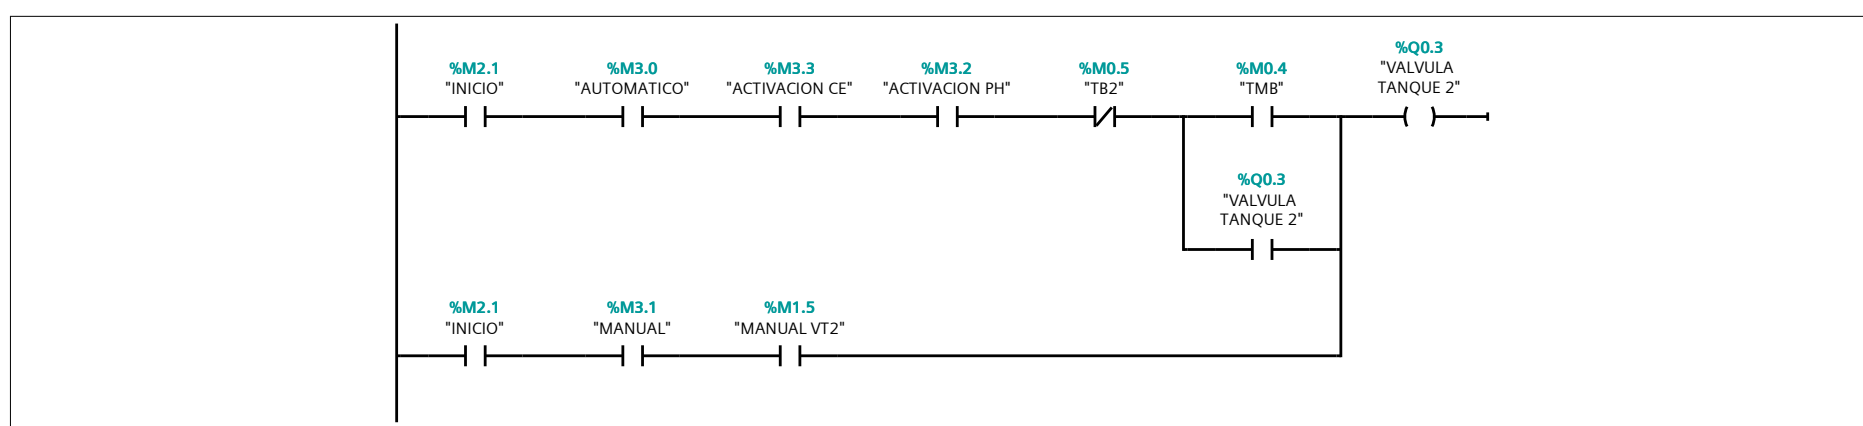 %M2.1
"INICIO"
%M3.0
"AUTOMATICO"
%M3.3
"ACTIVACION CE"
%M3.2
"ACTIVACION PH"
%M0.5
"TB2"
%M0.4
"TMB"
%Q0.3
"VALVULA
TANQUE 2"
%Q0.3
"VALVULA
TANQUE 2"
%M2.1
"INICIO"
%M3.1
"MANUAL"
%M1.5
"MANUAL VT2"